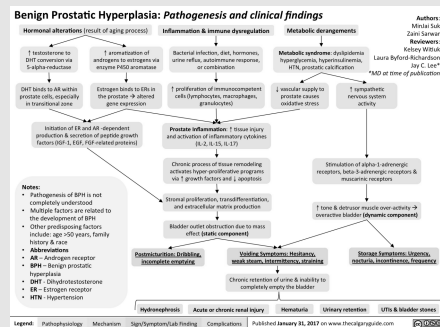 Benign Prostatic Hyperplasia: Pathogenesis and clinical findings
Authors:
MinJai Suk
Zaini Sarwar
Reviewers:
Kelsey Witiuk
Laura Byford-Richardson
Jay C. Lee*
*MD at time of publication
Hormonal alterations (result of aging process)
Inflammation & immune dysregulation
Metabolic derangements
↑ testosterone to
DHT conversion via
5-alpha-reductase
↑ aromatization of
androgens to estrogens via
enzyme P450 aromatase
Bacterial infection, diet, hormones,
urine reflux, autoimmune response,
or combination
Metabolic syndrome: dyslipidemia
hyperglycemia, hyperinsulinemia,
HTN, prostatic calcification
DHT binds to AR within
prostate cells, especially
in transitional zone
Estrogen binds to ERs in
the prostate → altered
gene expression
↑ proliferation of immunocompetent
cells (lymphocytes, macrophages,
granulocytes)
↓ vascular supply to
prostate causes
oxidative stress
↑ sympathetic
nervous system
activity
Initiation of ER and AR -dependent
production & secretion of peptide growth
factors (IGF-1, EGF, FGF-related proteins)
Prostate inflammation: ↑ tissue injury
and activation of inflammatory cytokines
(IL-2, IL-15, IL-17)
Chronic process of tissue remodeling
activates hyper-proliferative programs
via ↑ growth factors and ↓ apoptosis
Stimulation of alpha-1-adrenergic
receptors, beta-3-adrenergic receptors &
muscarinic receptors
Notes:
• Pathogenesis of BPH is not
completely understood
• Multiple factors are related to
the development of BPH
• Other predisposing factors
include: age >50 years, family
history & race
• Abbreviations
• AR – Androgen receptor
• BPH – Benign prostatic
hyperplasia
• DHT - Dihydrotestosterone
• ER – Estrogen receptor
• HTN - Hypertension
Stromal proliferation, transdifferentiation,
and extracellular matrix production
↑ tone & detrusor muscle over-activity →
overactive bladder (dynamic component)
Bladder outlet obstruction due to mass
effect (static component)
Postmicturition: Dribbling,
incomplete emptying
Voiding Symptoms: Hesitancy,
weak steam, intermittency, straining
Storage Symptoms: Urgency,
nocturia, incontinence, frequency
Chronic retention of urine & inability to
completely empty the bladder
Hydronephrosis
Acute or chronic renal injury
Hematuria
Urinary retention
UTIs & bladder stones
Legend: Pathophysiology Mechanism Sign/Symptom/Lab Finding Complications Published January 31, 2017 on www.thecalgaryguide.com